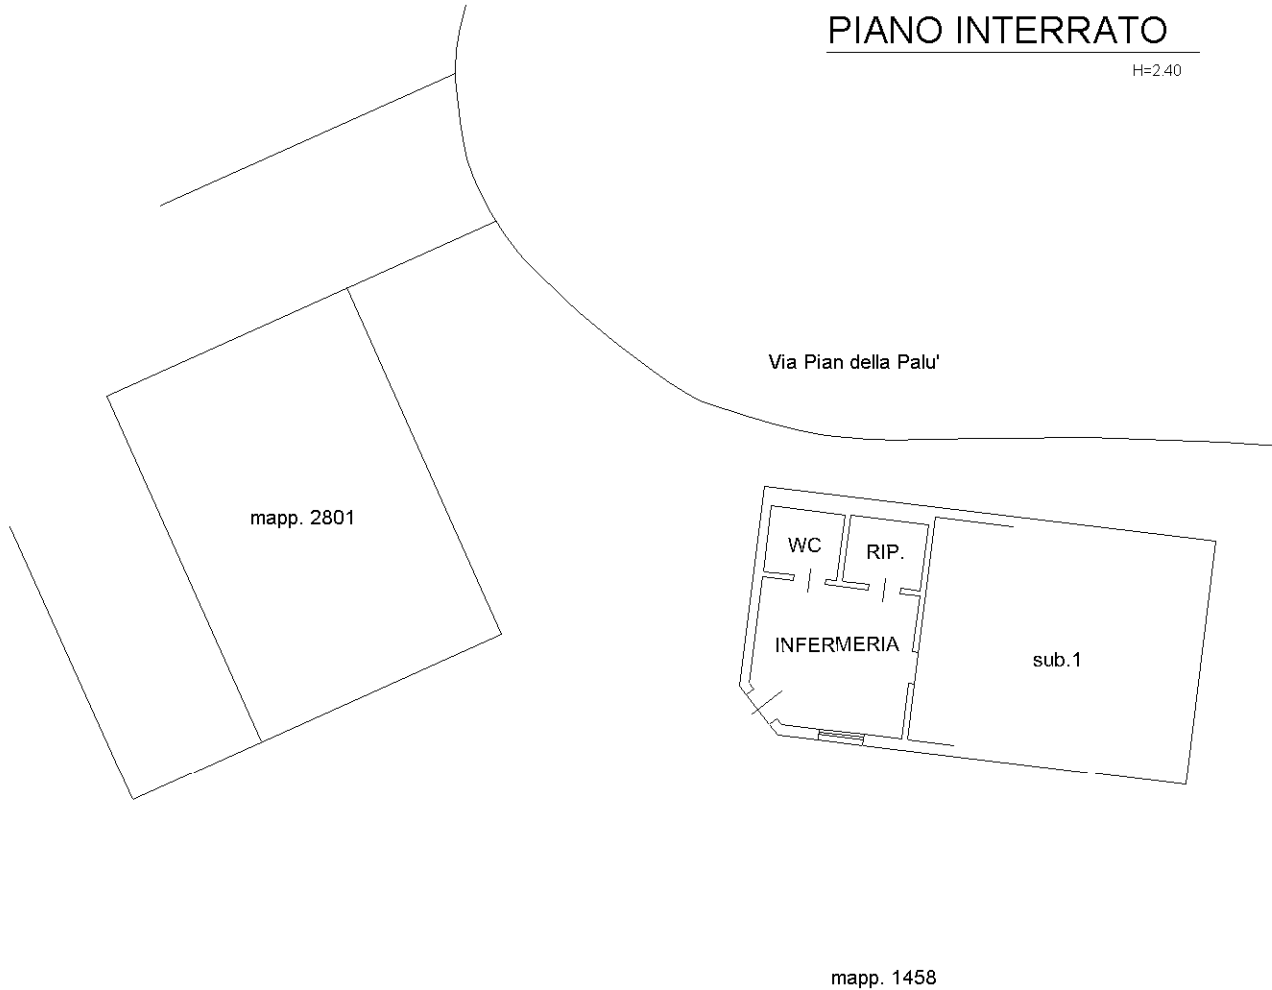 PIANO INTERRATO
H=2.40
Via Pian della Palu'
mapp. 2801
WC
RIP.
INFERMERIA
sub.1
mapp. 1458